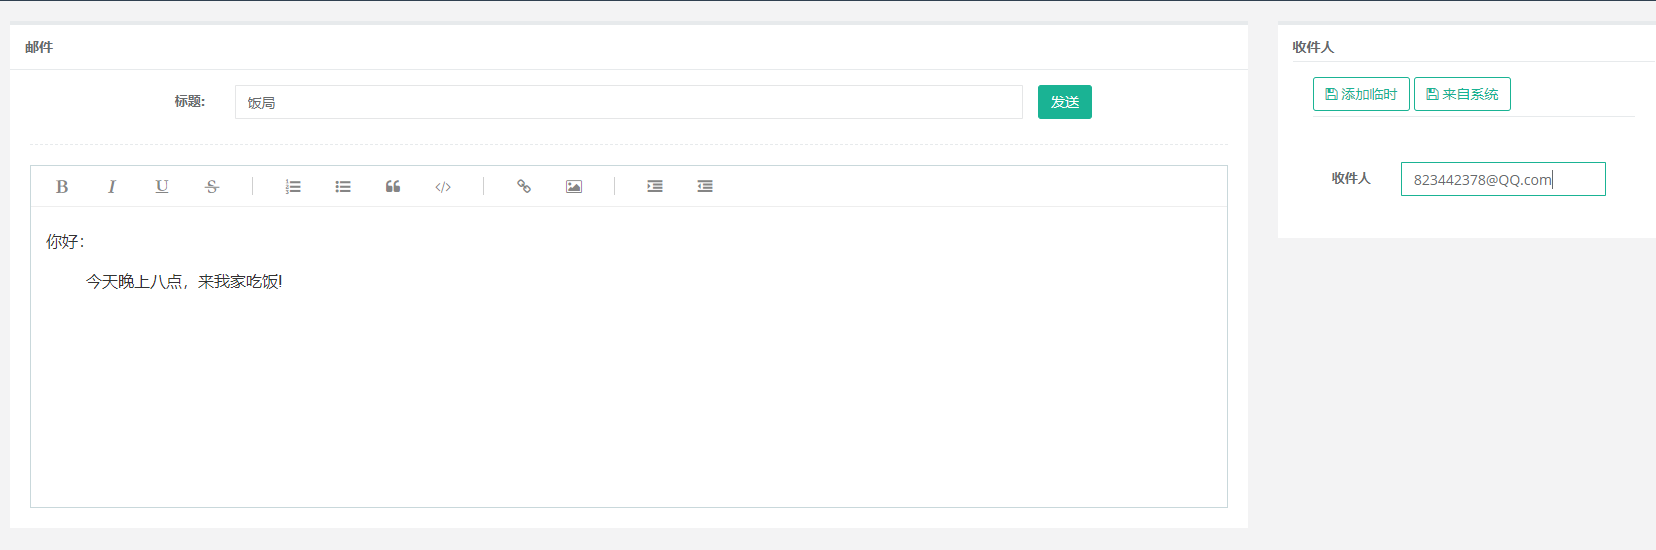 邮件
标题:
饭局
发送
B I U S
你好：
今天晚上八点，来我家吃饭!
收件人
添加临时
来自系统
收件人
823442378@QQ.com